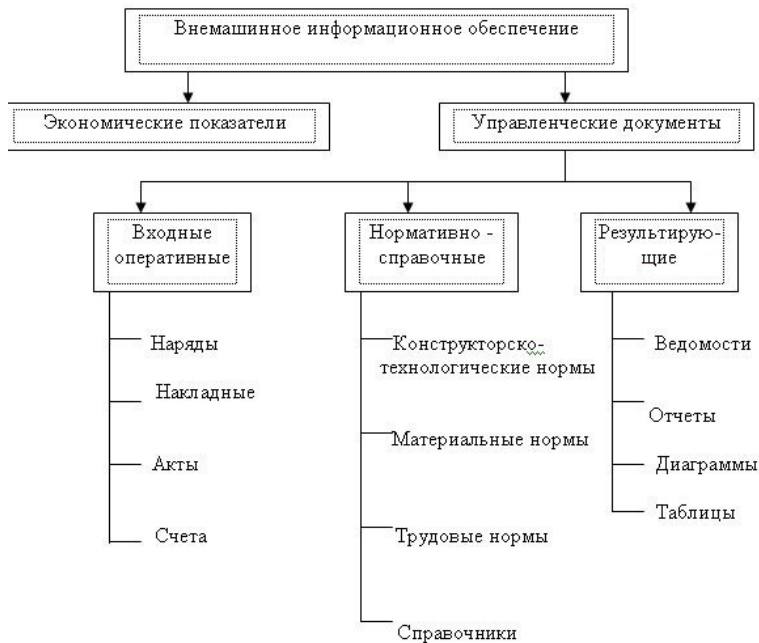 Внемашинное информационное обеспечение
Экономические показатели
Управленческие документы
Входные
оперативные
Нормативно -
справочные
Результирую-
щие
Наряды
Накладные
Акты
Счета
Конструкторско-
технологические нормы
Материальные нормы
Трудовые нормы
Справочники
Ведомости
Отчеты
Диаграммы
Таблицы